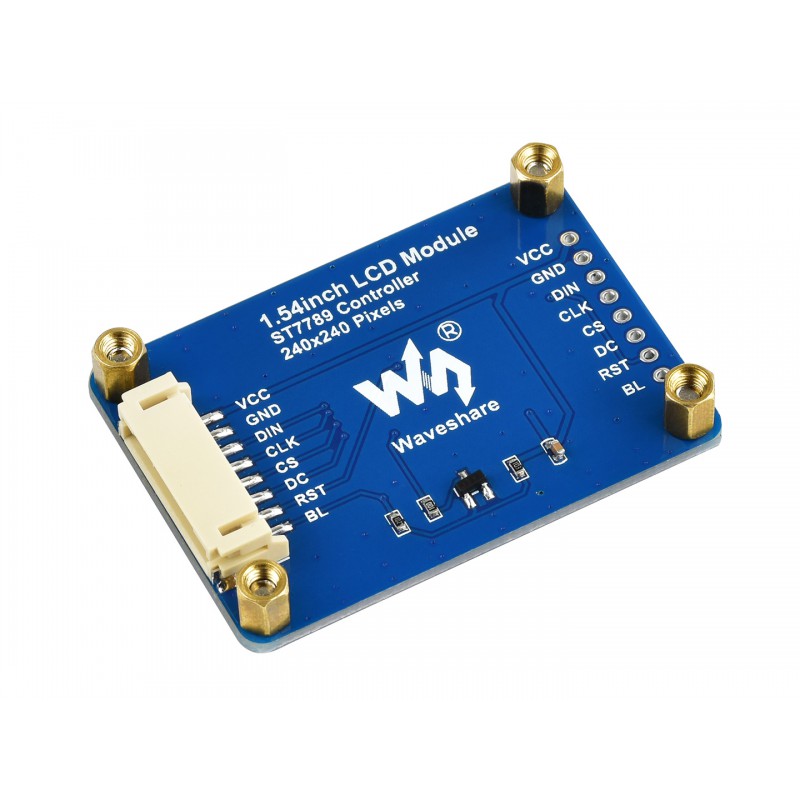 1.54inch LCD Module
ST7789 Controller
240x240 Pixels
®
Waveshare
VCC
GND
DIN
CLK
CS
DC
RST
BL
VCC
GND
DIN
CLK
CS
DC
RST
BL